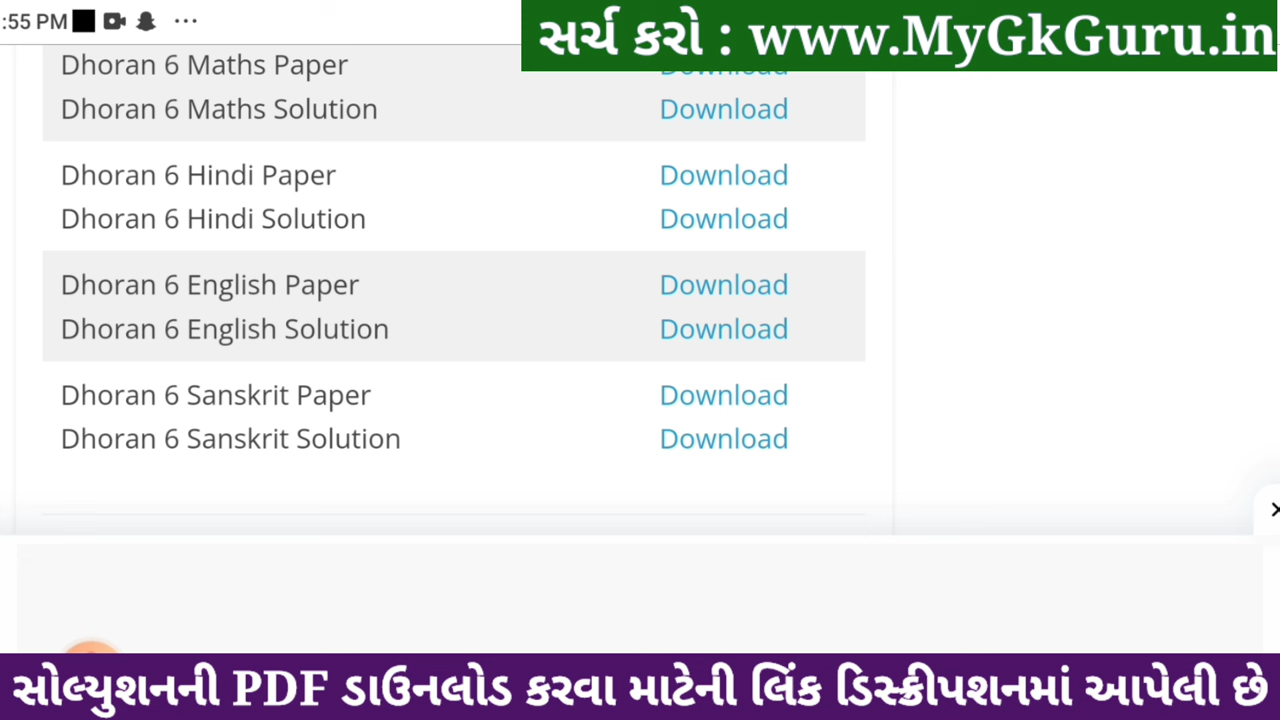 :55 PM
સર્ચ કરો : www.MyGkGuru.in
Dhoran 6 Maths Paper Download
Dhoran 6 Maths Solution Download
Dhoran 6 Hindi Paper Download
Dhoran 6 Hindi Solution Download
Dhoran 6 English Paper Download
Dhoran 6 English Solution Download
Dhoran 6 Sanskrit Paper Download
Dhoran 6 Sanskrit Solution Download
સોલ્યુશનની PDF ડાઉનલોડ કરવા માટેની લિંક ડિસ્ક્રીપશનમાં આપેલી છે